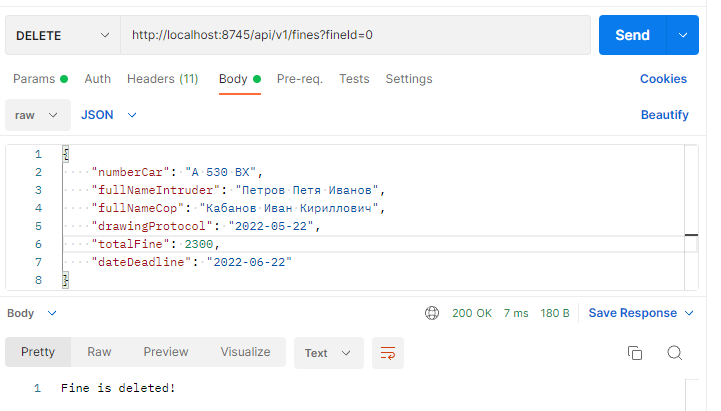 DELETE http://localhost:8745/api/v1/fines?fineId=0 Send
Params Auth Headers (11) Body Pre-req. Tests Settings Cookies
raw JSON Beautify
1 {
2 "numberCar": "А 530 ВХ",
3 "fullNameIntruder": "Петров Петя Иванов",
4 "fullNameCop": "Кабанов Иван Кириллович",
5 "drawingProtocol": "2022-05-22",
6 "totalFine": 2300,
7 "dateDeadline": "2022-06-22"
8 }
Body 200 OK 7 ms 180 B Save Response
Pretty Raw Preview Visualize Text
1 Fine is deleted!